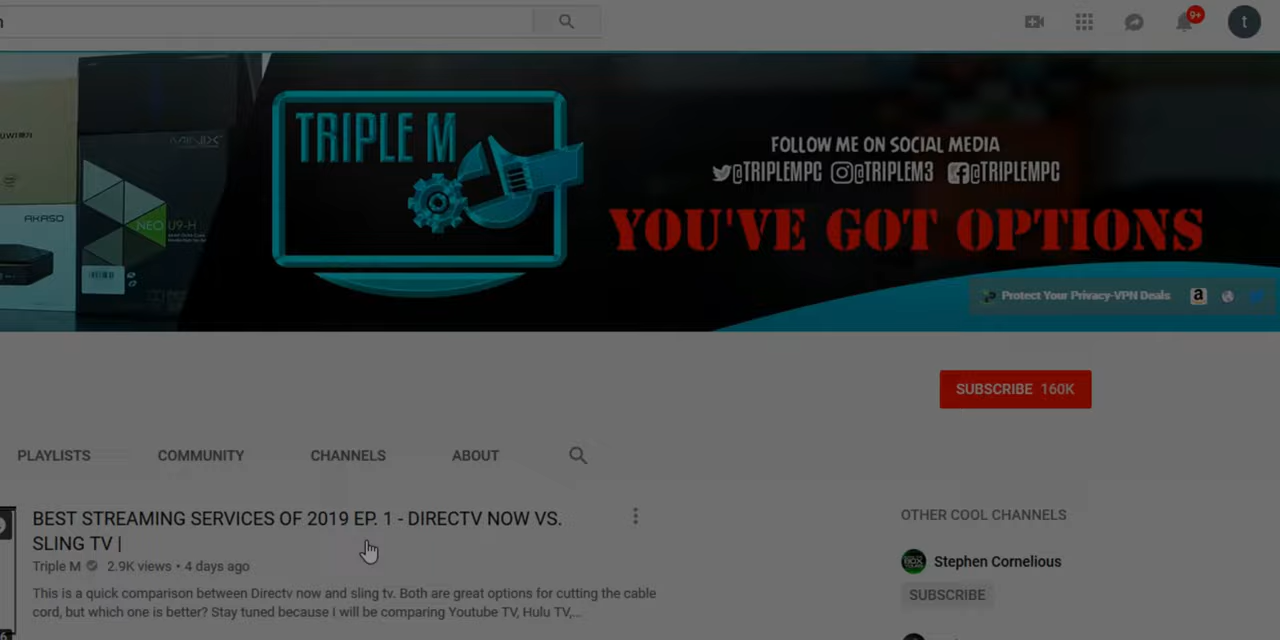 9+
t
TRIPLE M
FOLLOW ME ON SOCIAL MEDIA
@TRIPLEMPC @TRIPLEM3 @TRIPLEMPC
YOU'VE GOT OPTIONS
MINIX
AKASO
NEO U9-H
Protect Your Privacy-VPN Deals
SUBSCRIBE 160K
PLAYLISTS COMMUNITY CHANNELS ABOUT
BEST STREAMING SERVICES OF 2019 EP. 1 - DIRECTV NOW VS.
SLING TV |
Triple M 2.9K views • 4 days ago
This is a quick comparison between Directv now and sling tv. Both are great options for cutting the cable
cord, but which one is better? Stay tuned because I will be comparing Youtube TV, Hulu TV,...
OTHER COOL CHANNELS
Stephen Cornelious
SUBSCRIBE